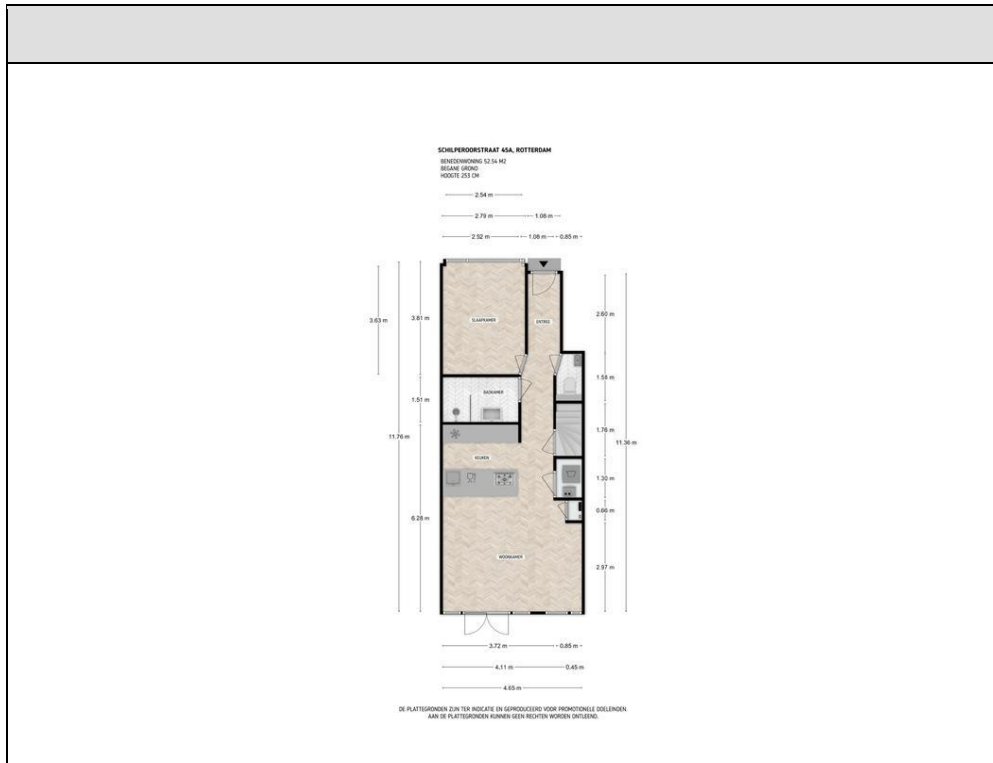 SCHILPEROORSTRAAT 45A, ROTTERDAM
BENEDENWONING 52.54 M2
BEGANE GROND
HOOGTE 253 CM
2.54 m
2.79 m 1.08 m
2.52 m 1.08 m 0.85 m
3.63 m
11.76 m
3.81 m
1.51 m
6.28 m
SLAAPKAMER
ENTREE
BADKAMER
KEUKEN
WOONKAMER
2.60 m
1.58 m
1.76 m
1.30 m
0.66 m
2.97 m
11.06 m
3.72 m 0.85 m
4.11 m 0.45 m
4.65 m
DE PLATTEGRONDEN ZIJN TER INDICATIE EN GEPRODUCEERD VOOR PROMOTIONELE DOELEINDEN.
AAN DE PLATTEGRONDEN KUNNEN GEEN RECHTEN WORDEN ONTLEEND.